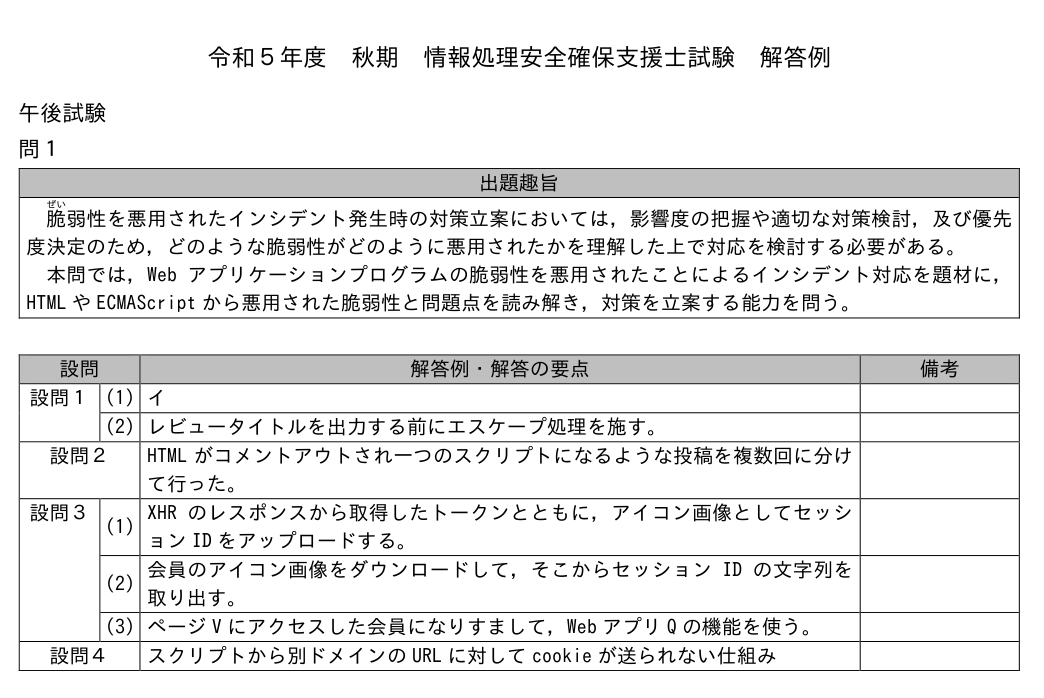 令和５年度　秋期　情報処理安全確保支援士試験　解答例
午後試験
問１
出題趣旨
ぜい
脆弱性を悪用されたインシデント発生時の対策立案においては，影響度の把握や適切な対策検討，及び優先
度決定のため，どのような脆弱性がどのように悪用されたかを理解した上で対応を検討する必要がある。
本問では，Web アプリケーションプログラムの脆弱性を悪用されたことによるインシデント対応を題材に，
HTML や ECMAScript から悪用された脆弱性と問題点を読み解き，対策を立案する能力を問う。
設問 解答例・解答の要点 備考
設問１ (1) イ
(2) レビュータイトルを出力する前にエスケープ処理を施す。
設問２ HTML がコメントアウトされ一つのスクリプトになるような投稿を複数回に分け
て行った。
設問３ (1) XHR のレスポンスから取得したトークンとともに，アイコン画像としてセッシ
ョン ID をアップロードする。
(2) 会員のアイコン画像をダウンロードして，そこからセッション ID の文字列を
取り出す。
(3) ページ V にアクセスした会員になりすまして，Web アプリ Q の機能を使う。
設問４ スクリプトから別ドメインの URL に対して cookie が送られない仕組み